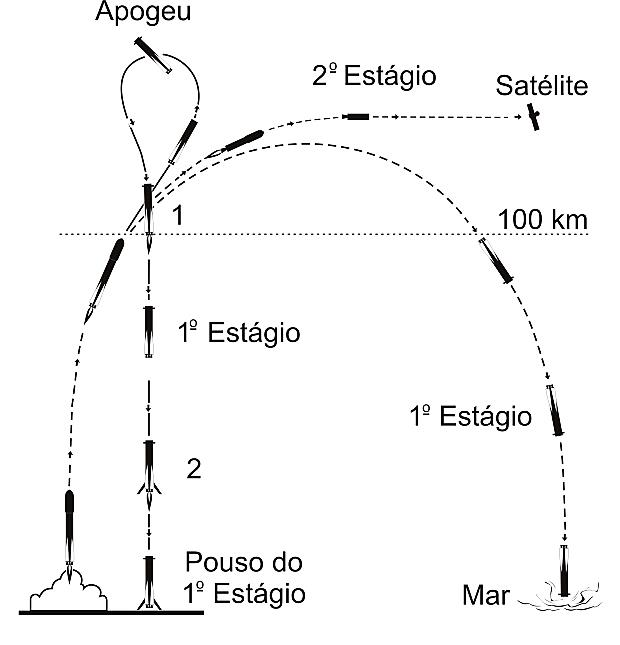 Apogeu
2º Estágio
Satélite
1
100 km
1º Estágio
1º Estágio
2
Pouso do
1º Estágio
Mar